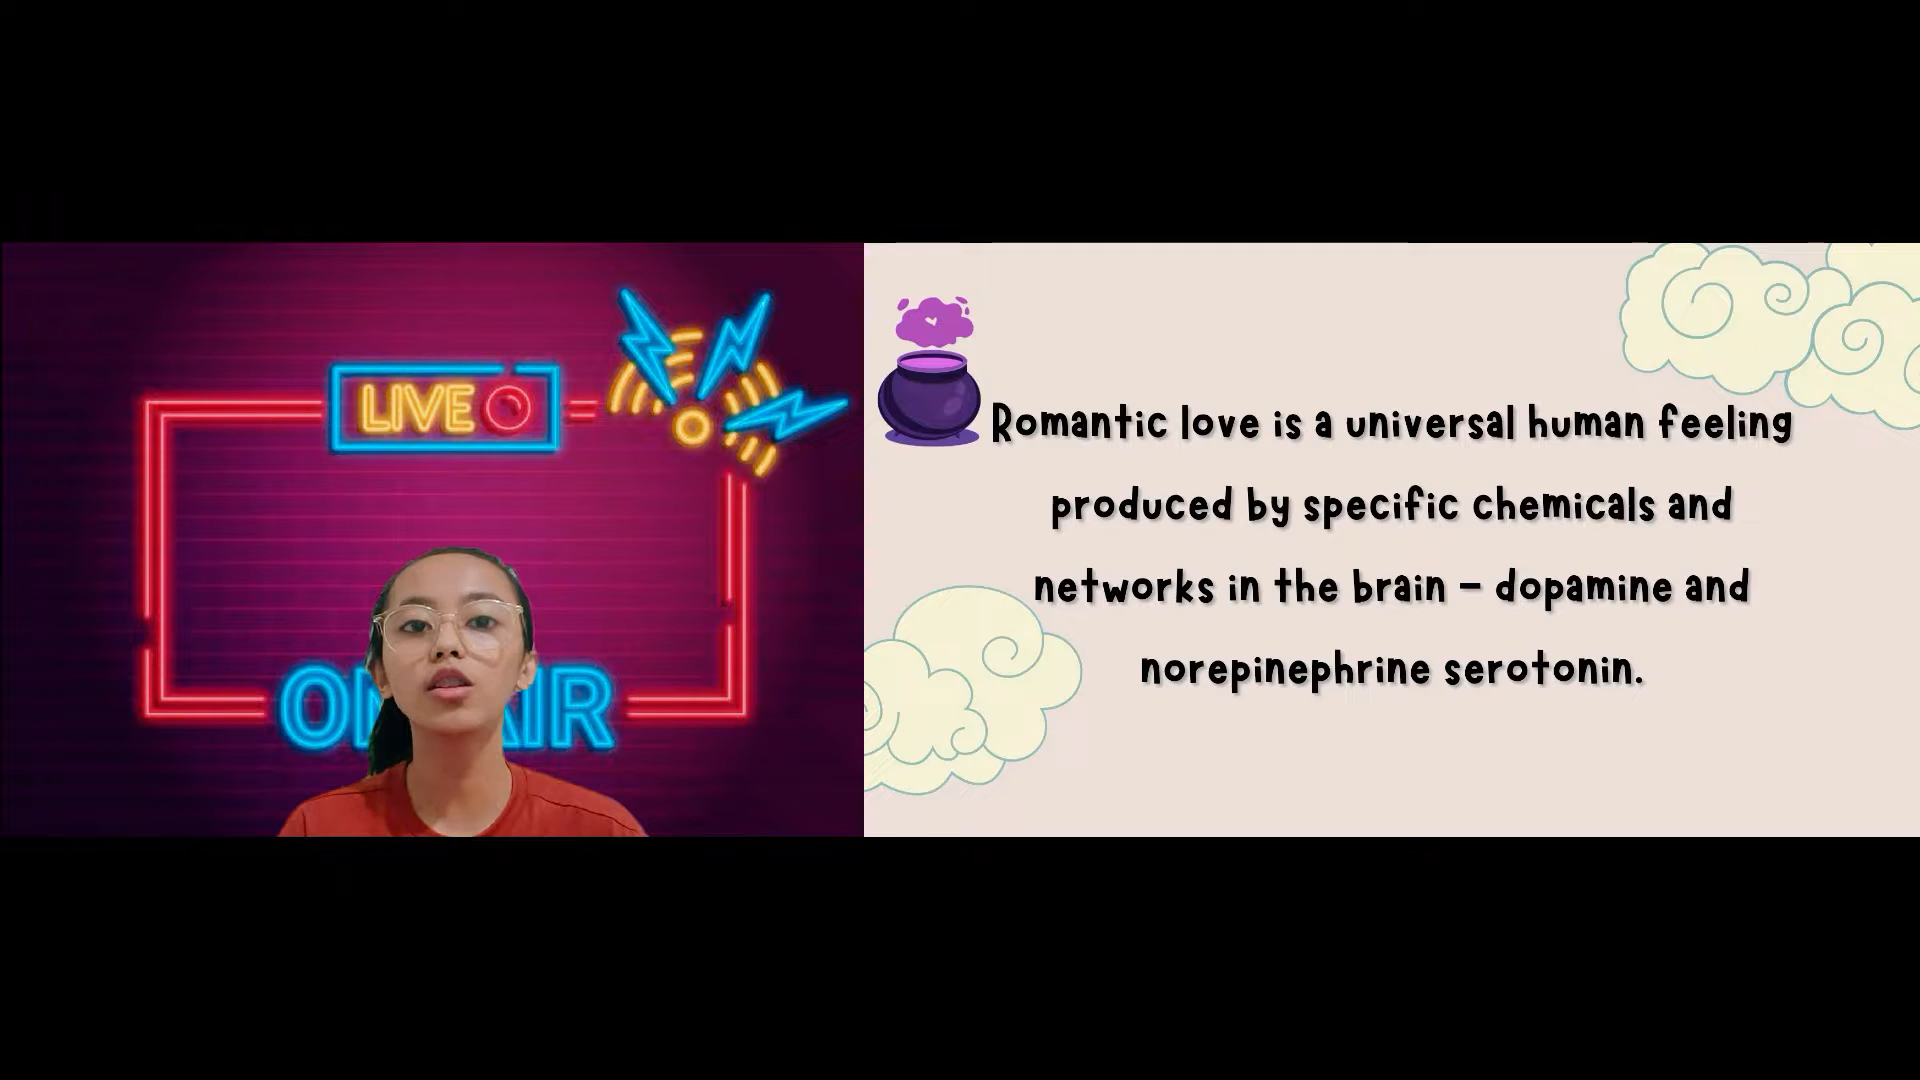 LIVE
ON AIR
Romantic love is a universal human feeling
produced by specific chemicals and
networks in the brain – dopamine and
norepinephrine serotonin.